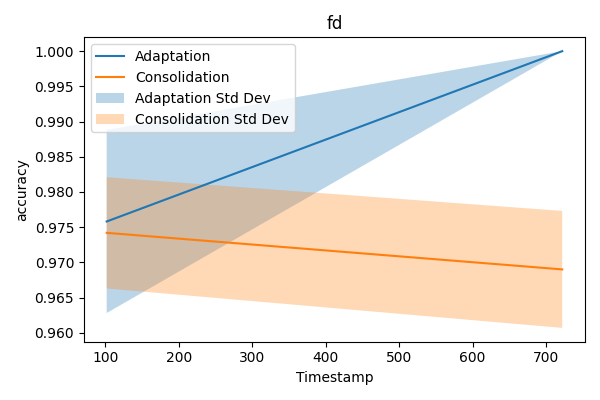 fd
1.000
0.995
0.990
0.985
0.980
0.975
0.970
0.965
0.960
accuracy
Adaptation
Consolidation
Adaptation Std Dev
Consolidation Std Dev
100 200 300 400 500 600 700
Timestamp